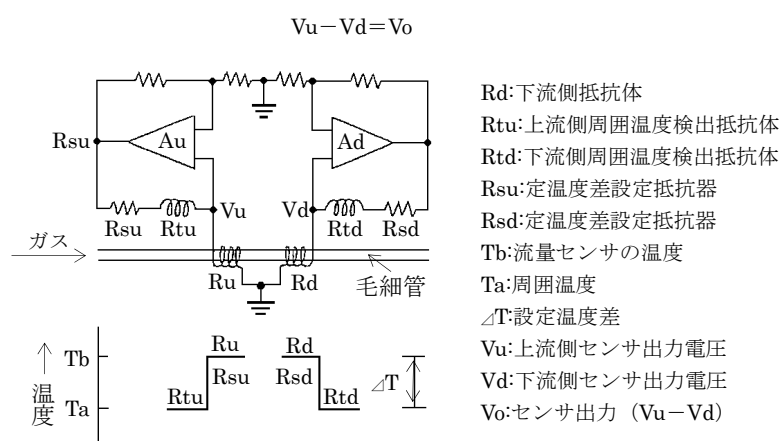 Vu－Vd＝Vo
Rsu
Au
Ad
Rsu
Rtu
Vu
Vd
Rtd
Rsd
ガス
Ru
Rd
毛細管
Rd:下流側抵抗体
Rtu:上流側周囲温度検出抵抗体
Rtd:下流側周囲温度検出抵抗体
Rsu:定温度差設定抵抗器
Rsd:定温度差設定抵抗器
Tb:流量センサの温度
Ta:周囲温度
⊿T:設定温度差
Vu:上流側センサ出力電圧
Vd:下流側センサ出力電圧
Vo:センサ出力（Vu－Vd）
↑
温度
Tb
Ta
Ru
Rsu
Rtu
Rd
Rsd
Rtd
⊿T